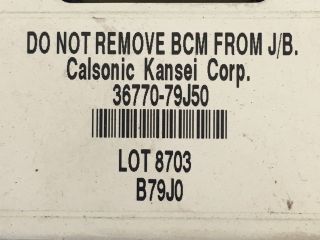 DO NOT REMOVE BCM FROM J/B.
Calsonic Kansei Corp.
36770-79J50
LOT 8703
B79J0